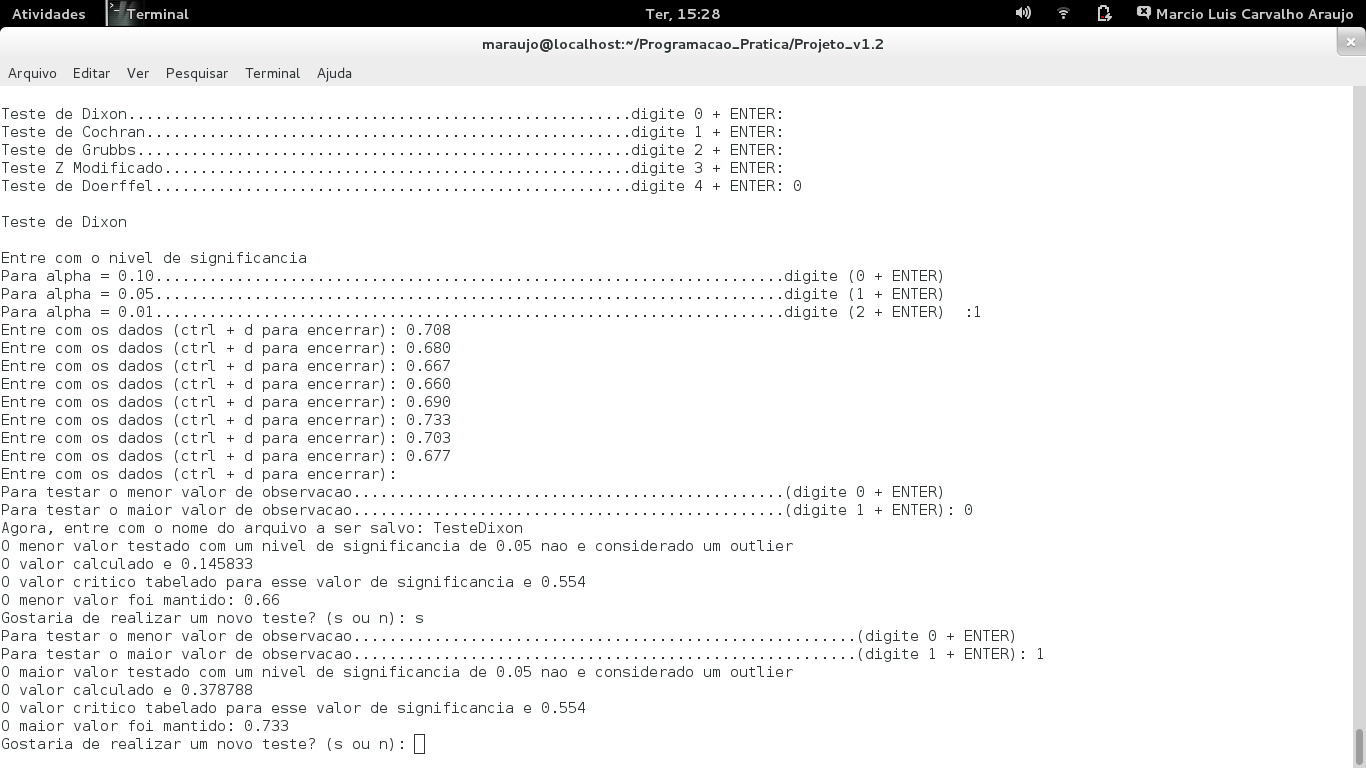 Atividades Terminal Ter, 15:28 Marcio Luis Carvalho Araujo
maraujo@localhost:~/Programacao_Pratica/Projeto_v1.2
Arquivo Editar Ver Pesquisar Terminal Ajuda
Teste de Dixon........................................................digite 0 + ENTER:
Teste de Cochran......................................................digite 1 + ENTER:
Teste de Grubbs.......................................................digite 2 + ENTER:
Teste Z Modificado....................................................digite 3 + ENTER:
Teste de Doerffel.....................................................digite 4 + ENTER: 0
Teste de Dixon
Entre com o nivel de significancia
Para alpha = 0.10......................................................................digite (0 + ENTER)
Para alpha = 0.05......................................................................digite (1 + ENTER)
Para alpha = 0.01......................................................................digite (2 + ENTER)  :1
Entre com os dados (ctrl + d para encerrar): 0.708
Entre com os dados (ctrl + d para encerrar): 0.680
Entre com os dados (ctrl + d para encerrar): 0.667
Entre com os dados (ctrl + d para encerrar): 0.660
Entre com os dados (ctrl + d para encerrar): 0.690
Entre com os dados (ctrl + d para encerrar): 0.733
Entre com os dados (ctrl + d para encerrar): 0.703
Entre com os dados (ctrl + d para encerrar): 0.677
Entre com os dados (ctrl + d para encerrar):
Para testar o menor valor de observacao................................................(digite 0 + ENTER)
Para testar o maior valor de observacao................................................(digite 1 + ENTER): 0
Agora, entre com o nome do arquivo a ser salvo: TesteDixon
O menor valor testado com um nivel de significancia de 0.05 nao e considerado um outlier
O valor calculado e 0.145833
O valor critico tabelado para esse valor de significancia e 0.554
O menor valor foi mantido: 0.66
Gostaria de realizar um novo teste? (s ou n): s
Para testar o menor valor de observacao........................................................(digite 0 + ENTER)
Para testar o maior valor de observacao........................................................(digite 1 + ENTER): 1
O maior valor testado com um nivel de significancia de 0.05 nao e considerado um outlier
O valor calculado e 0.378788
O valor critico tabelado para esse valor de significancia e 0.554
O maior valor foi mantido: 0.733
Gostaria de realizar um novo teste? (s ou n):